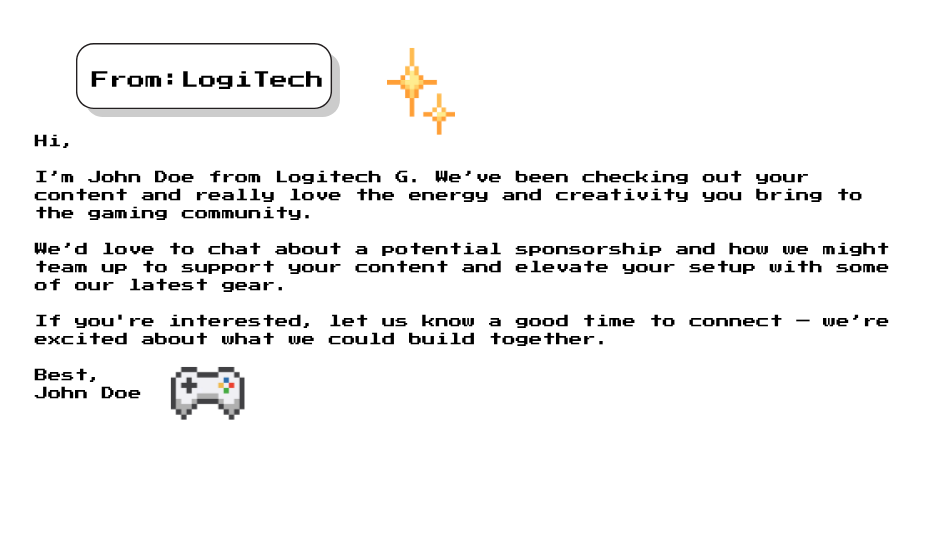 From:LogiTech
Hi,
I’m John Doe from Logitech G. We’ve been checking out your
content and really love the energy and creativity you bring to
the gaming community.
We’d love to chat about a potential sponsorship and how we might
team up to support your content and elevate your setup with some
of our latest gear.
If you're interested, let us know a good time to connect — we’re
excited about what we could build together.
Best,
John Doe